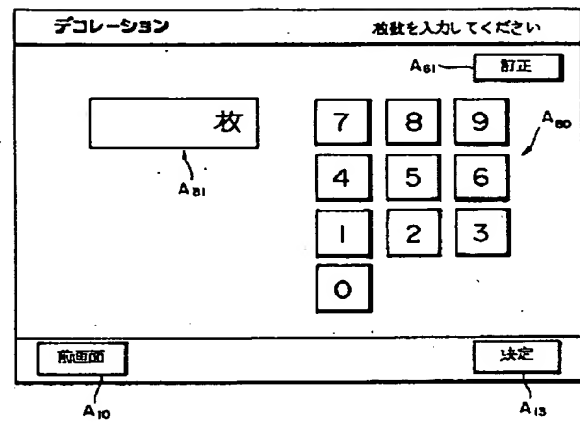 デコレーション 枚数を入力してください
A61 訂正
枚 7 8 9 A80
4 5 6
A81
1 2 3
0
前画面 決定
A10 A13